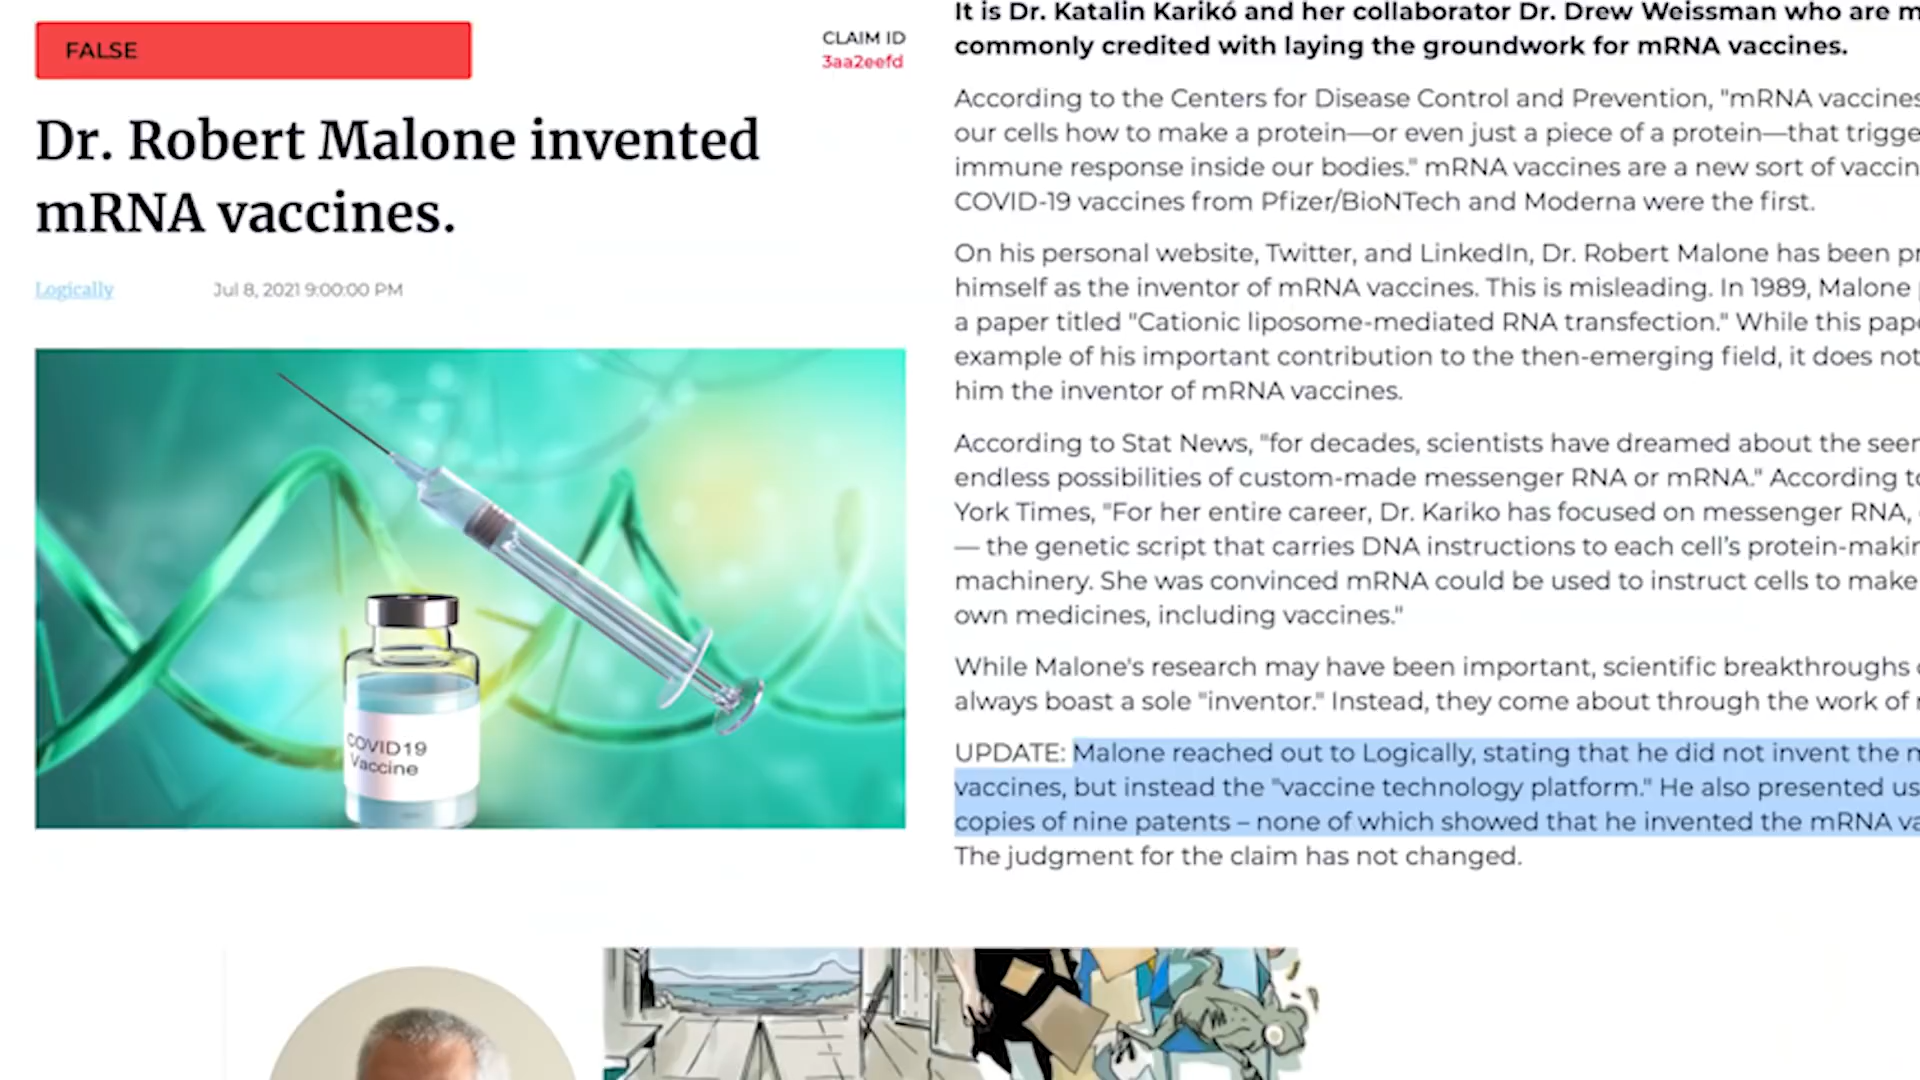 FALSE
CLAIM ID
3aa2eefd
Dr. Robert Malone invented
mRNA vaccines.
Logically
Jul 8, 2021 9:00:00 PM
COVID19
Vaccine
It is Dr. Katalin Karikó and her collaborator Dr. Drew Weissman who are
commonly credited with laying the groundwork for mRNA vaccines.
According to the Centers for Disease Control and Prevention, "mRNA vaccines
our cells how to make a protein—or even just a piece of a protein—that
immune response inside our bodies." mRNA vaccines are a new sort of
COVID-19 vaccines from Pfizer/BioNTech and Moderna were the first.
On his personal website, Twitter, and LinkedIn, Dr. Robert Malone has been
himself as the inventor of mRNA vaccines. This is misleading. In 1989, Malone
a paper titled "Cationic liposome-mediated RNA transfection." While this
example of his important contribution to the then-emerging field, it does not
him the inventor of mRNA vaccines.
According to Stat News, "for decades, scientists have dreamed about the
endless possibilities of custom-made messenger RNA or mRNA." According
York Times, "For her entire career, Dr. Kariko has focused on messenger RNA,
— the genetic script that carries DNA instructions to each cell's
machinery. She was convinced mRNA could be used to instruct cells to make
own medicines, including vaccines."
While Malone's research may have been important, scientific breakthroughs
always boast a sole "inventor." Instead, they come about through the work of
UPDATE: Malone reached out to Logically, stating that he did not invent the
vaccines, but instead the "vaccine technology platform." He also presented us
copies of nine patents – none of which showed that he invented the mRNA
The judgment for the claim has not changed.